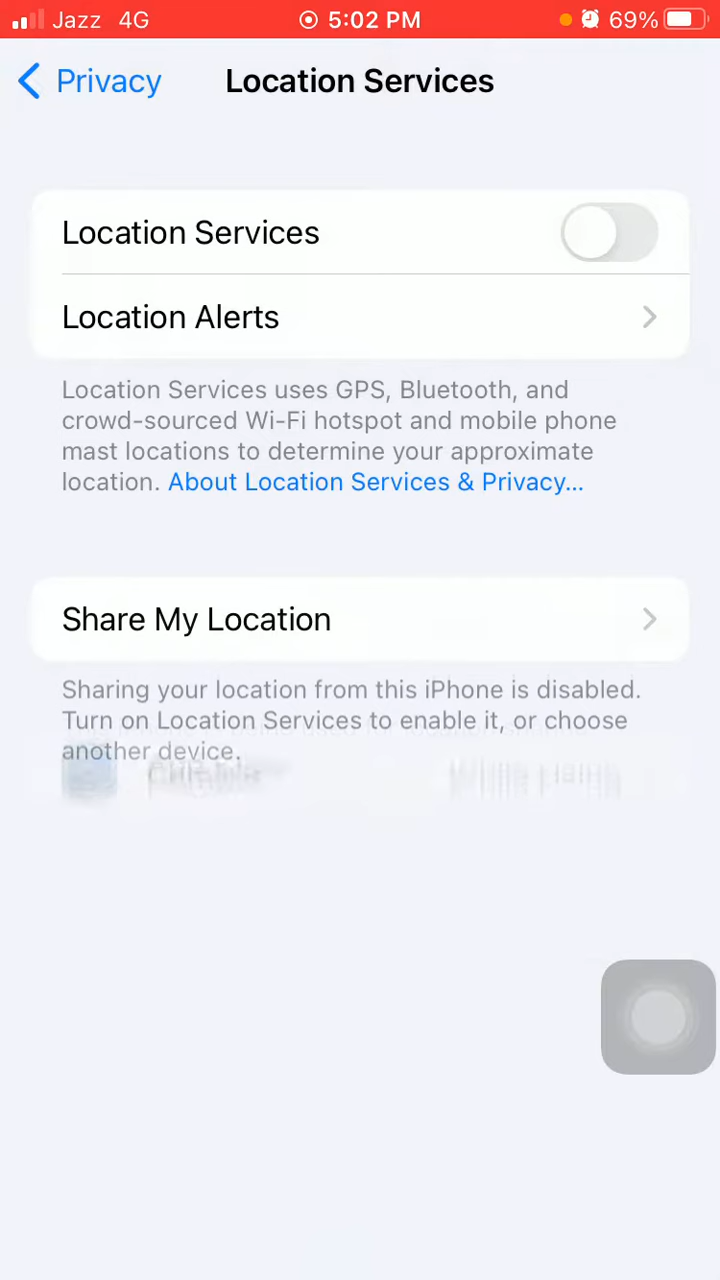 Jazz 4G 5:02 PM 69%
Privacy Location Services
Location Services
Location Alerts
Location Services uses GPS, Bluetooth, and
crowd-sourced Wi-Fi hotspot and mobile phone
mast locations to determine your approximate
location. About Location Services & Privacy...
Share My Location
Sharing your location from this iPhone is disabled.
Turn on Location Services to enable it, or choose
another device.